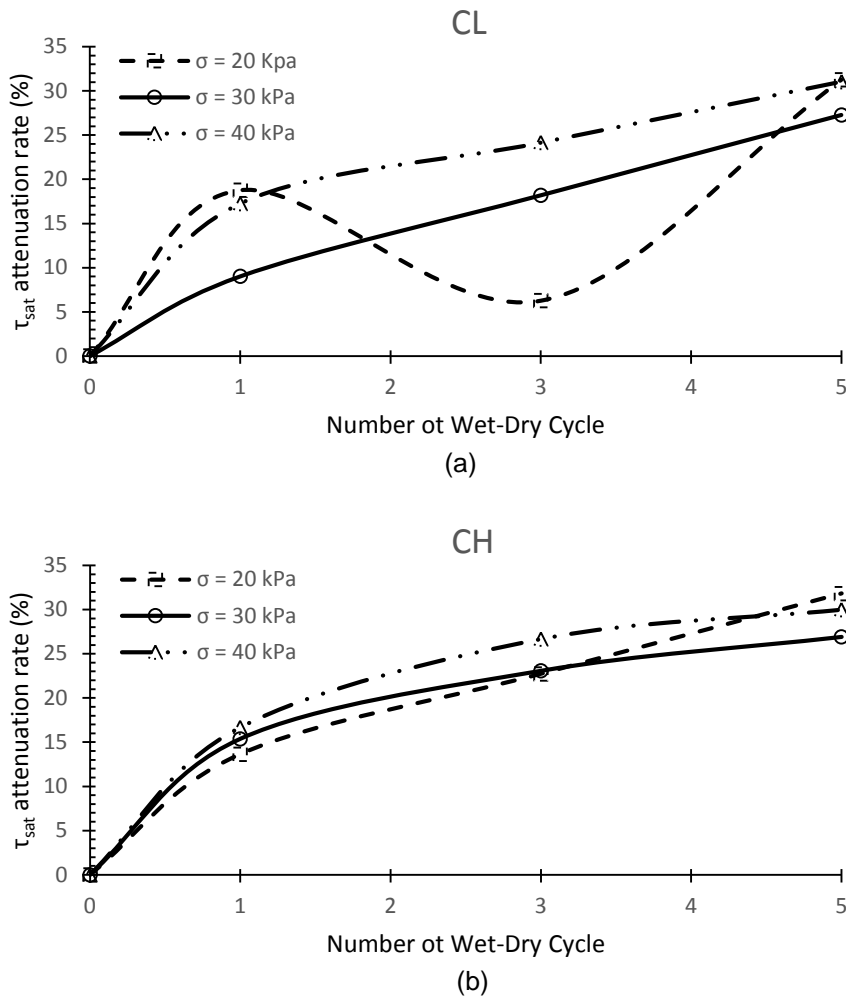 CL
35
30
25
20
15
10
5
0
τsat attenuation rate (%)
σ = 20 Kpa
σ = 30 kPa
σ = 40 kPa
0 1 2 3 4 5
Number ot Wet-Dry Cycle
(a)
CH
35
30
25
20
15
10
5
0
τsat attenuation rate (%)
σ = 20 kPa
σ = 30 kPa
σ = 40 kPa
0 1 2 3 4 5
Number ot Wet-Dry Cycle
(b)